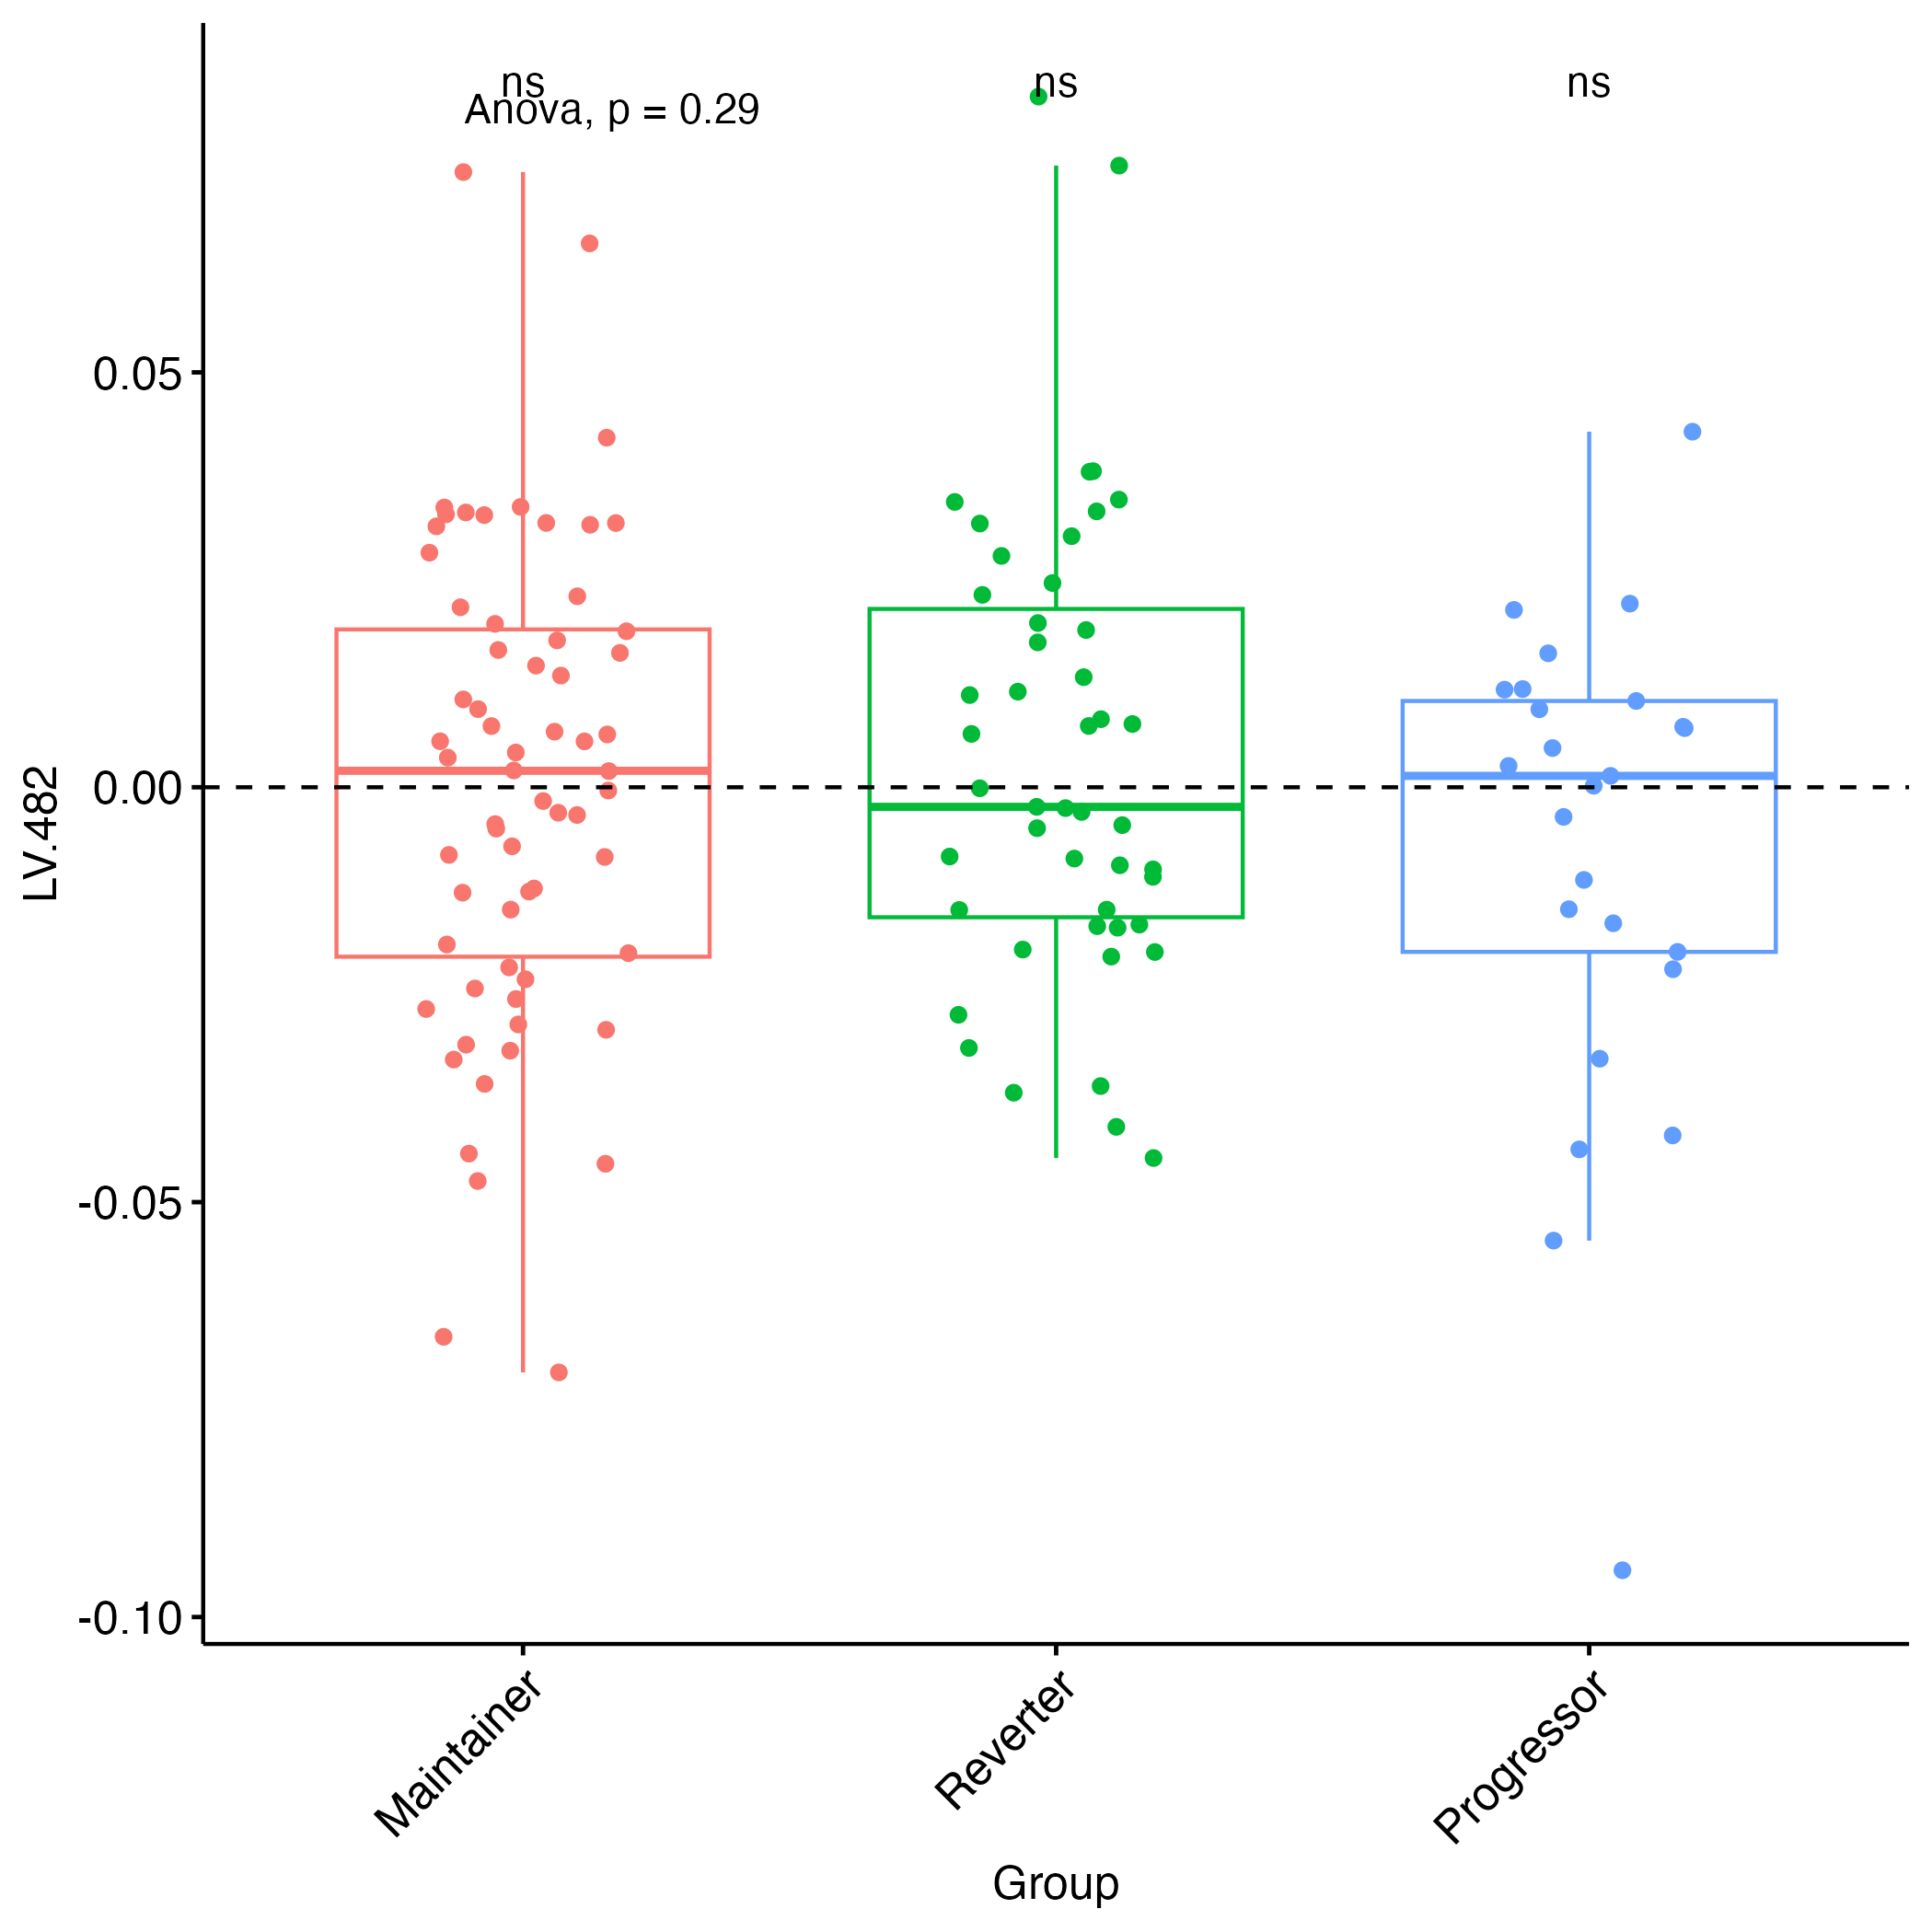 ns ns ns
Anova, p = 0.29
0.05
0.00
-0.05
-0.10
LV.482
Maintainer
Reverter
Progressor
Group